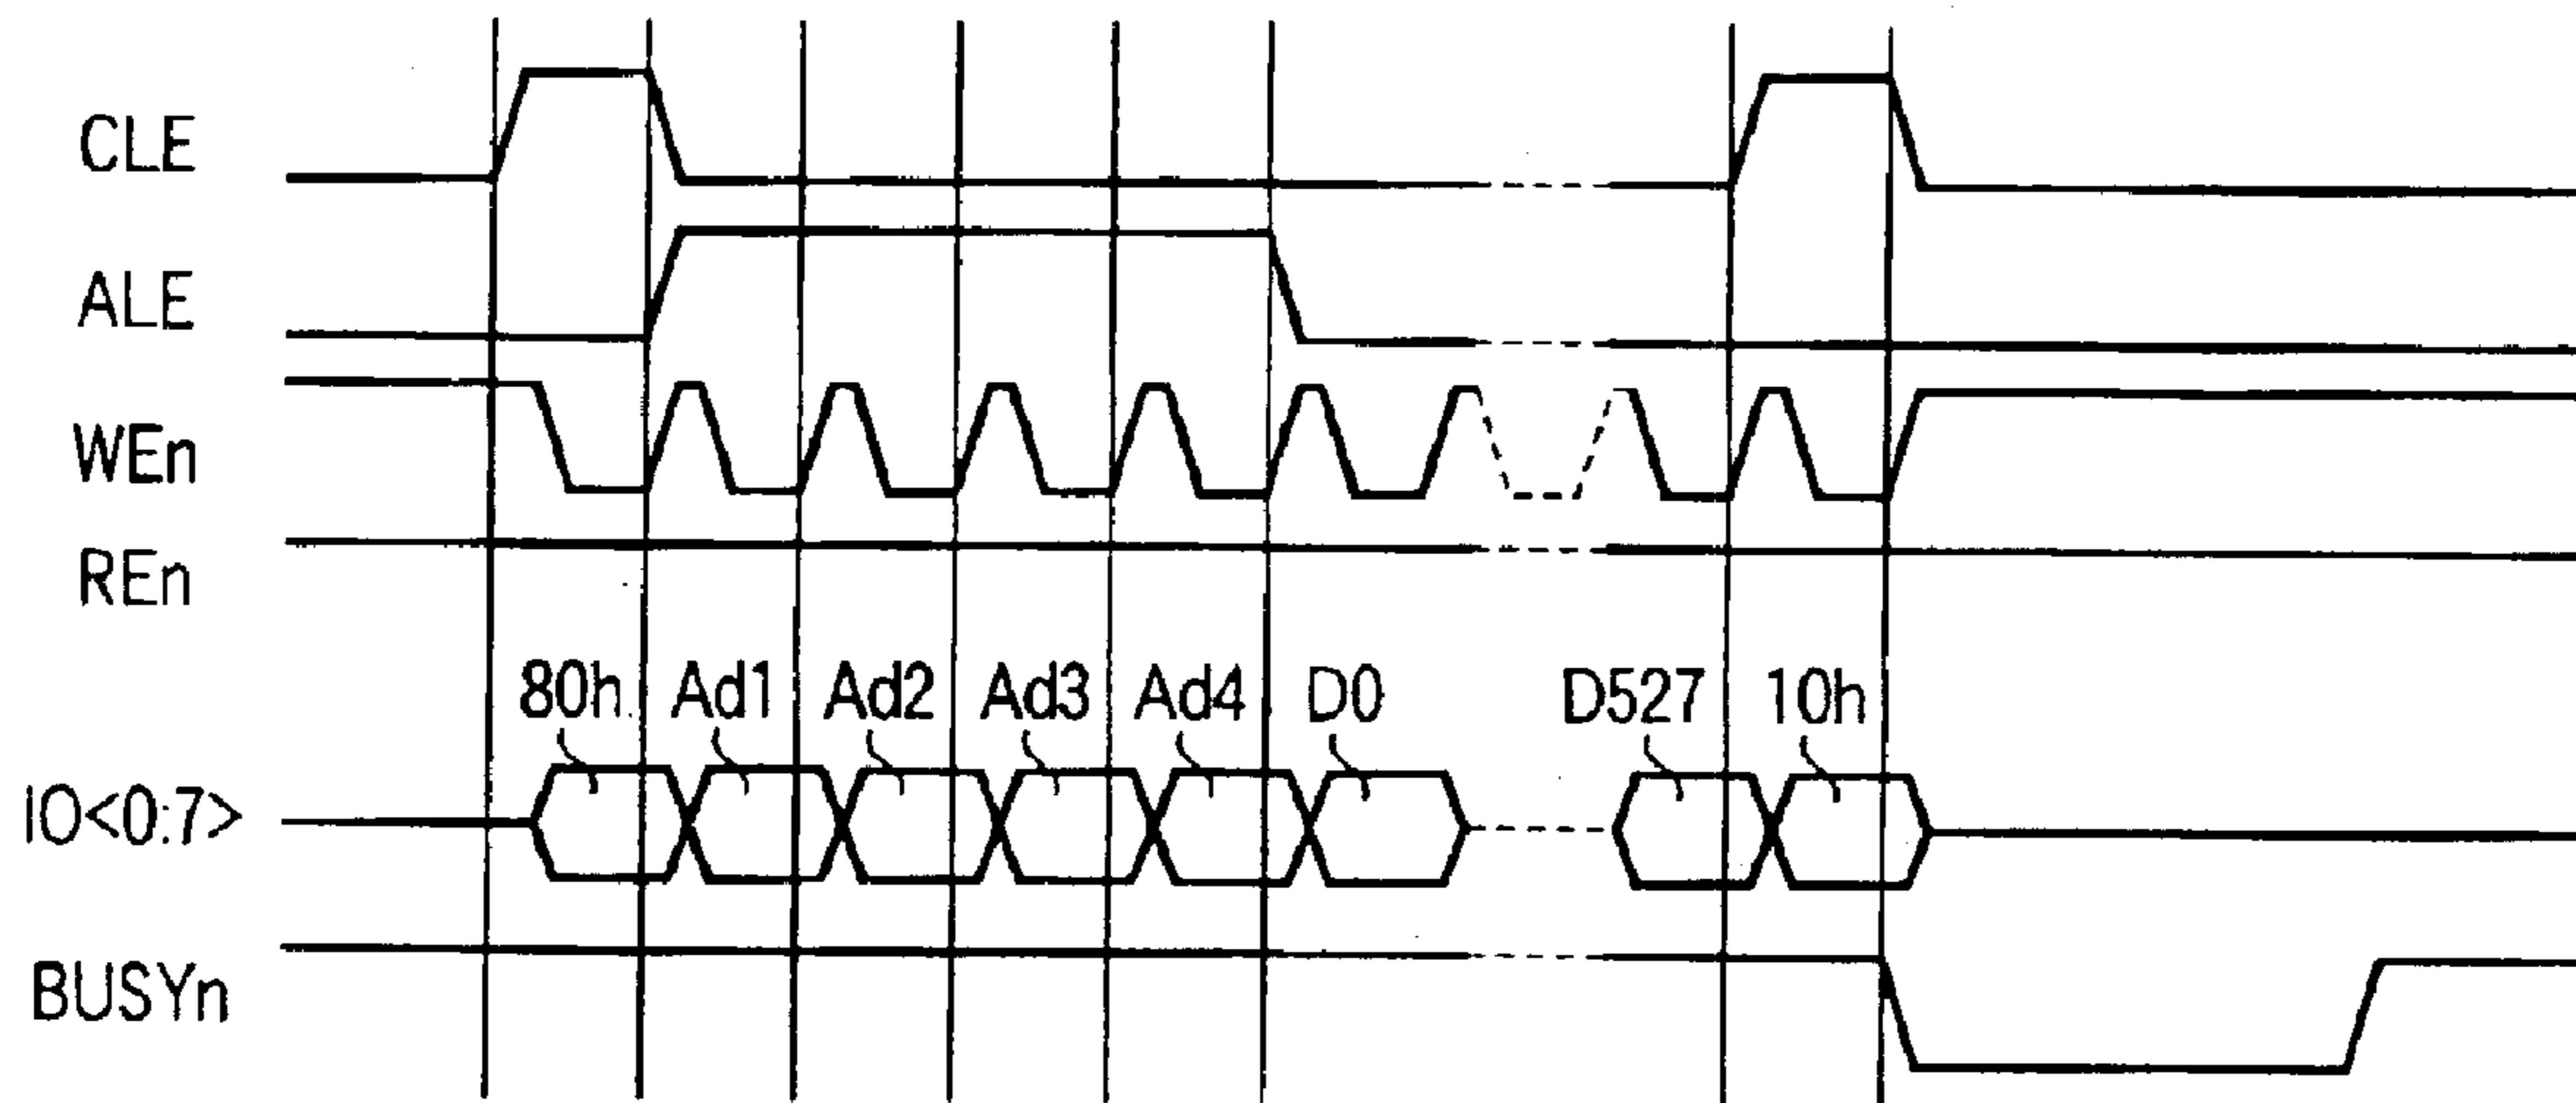 CLE
ALE
WEn
REn
80h Ad1 Ad2 Ad3 Ad4 D0 D527 10h
IO<0:7>
BUSYn